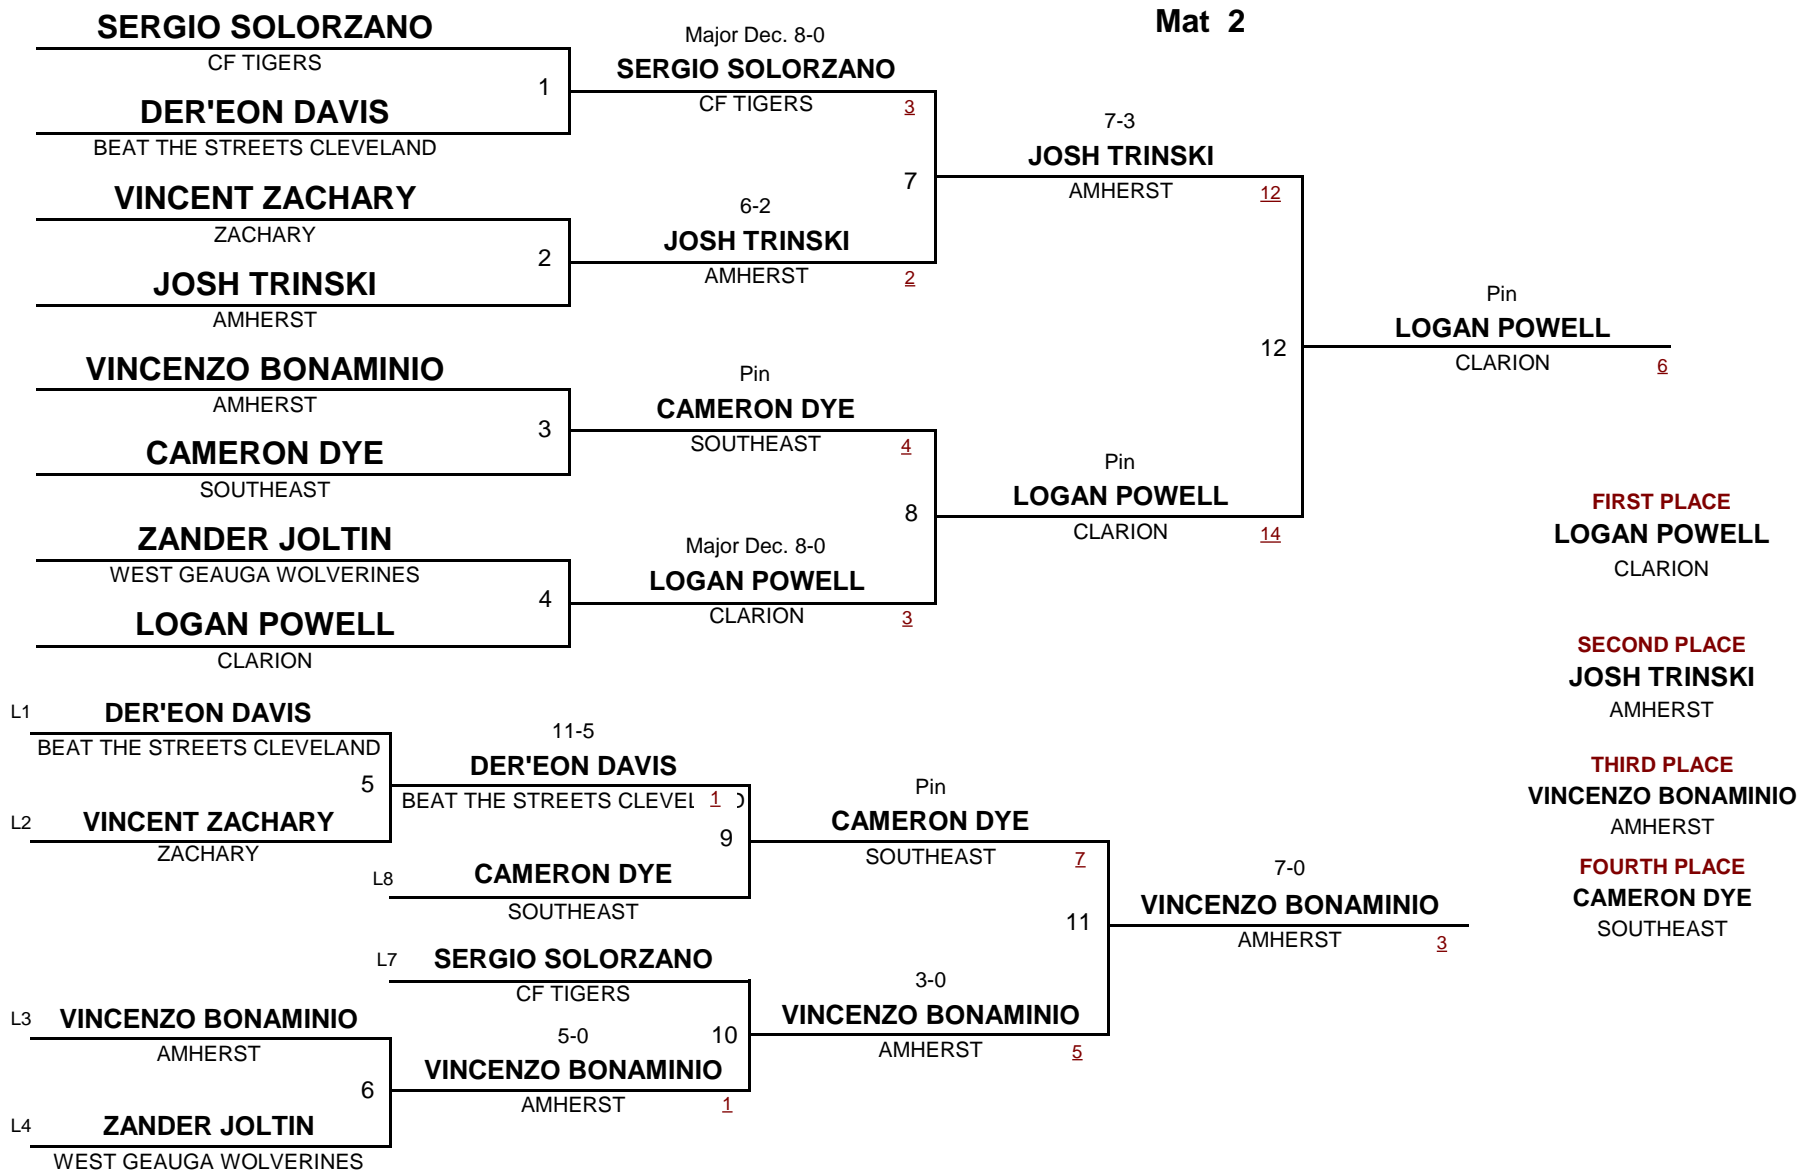 Mat 2
SERGIO SOLORZANO
CF TIGERS
1
DER'EON DAVIS
BEAT THE STREETS CLEVELAND
Major Dec. 8-0
SERGIO SOLORZANO
CF TIGERS
3
VINCENT ZACHARY
ZACHARY
2
JOSH TRINSKI
AMHERST
6-2
JOSH TRINSKI
AMHERST
2
7
7-3
JOSH TRINSKI
AMHERST
12
VINCENZO BONAMINIO
AMHERST
3
CAMERON DYE
SOUTHEAST
Pin
CAMERON DYE
SOUTHEAST
4
ZANDER JOLTIN
WEST GEAUGA WOLVERINES
4
LOGAN POWELL
CLARION
Major Dec. 8-0
LOGAN POWELL
CLARION
3
8
Pin
LOGAN POWELL
CLARION
14
12
Pin
LOGAN POWELL
CLARION
6
FIRST PLACE
LOGAN POWELL
CLARION
SECOND PLACE
JOSH TRINSKI
AMHERST
THIRD PLACE
VINCENZO BONAMINIO
AMHERST
FOURTH PLACE
CAMERON DYE
SOUTHEAST
L1
DER'EON DAVIS
BEAT THE STREETS CLEVELAND
5
L2
VINCENT ZACHARY
ZACHARY
11-5
DER'EON DAVIS
BEAT THE STREETS
1
9
L8
CAMERON DYE
SOUTHEAST
Pin
CAMERON DYE
SOUTHEAST
7
L7
SERGIO SOLORZANO
CF TIGERS
10
L3
VINCENZO BONAMINIO
AMHERST
6
L4
ZANDER JOLTIN
WEST GEAUGA WOLVERINES
5-0
VINCENZO BONAMINIO
AMHERST
1
3-0
VINCENZO BONAMINIO
AMHERST
5
11
7-0
VINCENZO BONAMINIO
AMHERST
3